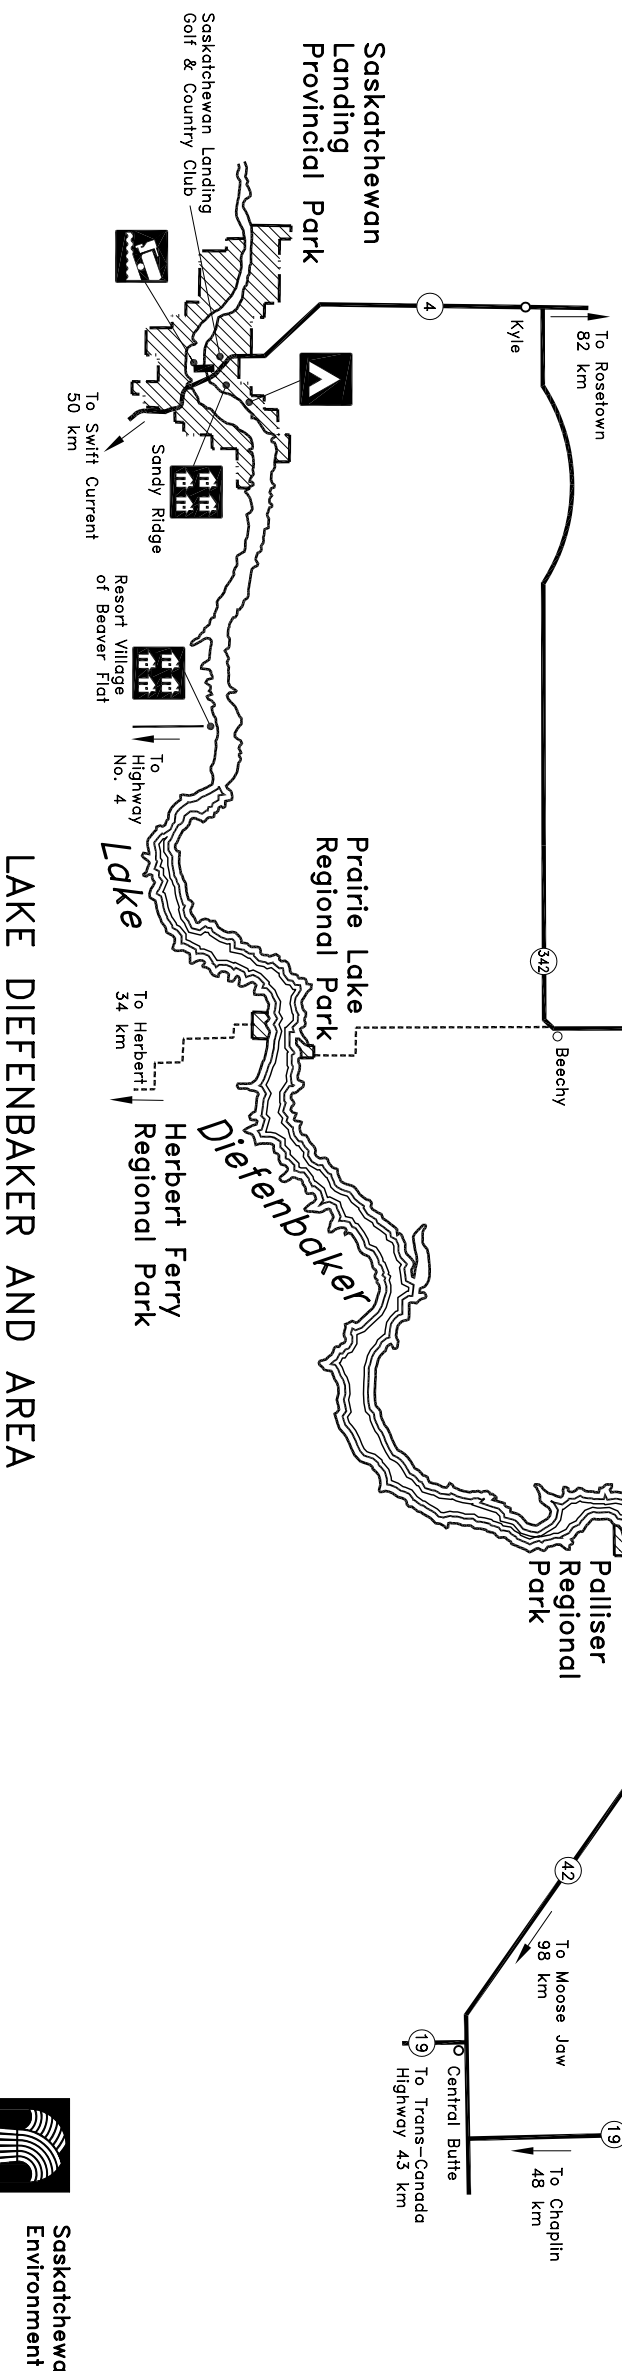 Saskatchewan
Landing
Provincial Park
Saskatchewan Landing
Golf & Country Club
4
Kyle
To Rosetown
82 km
To Swift Current
50 km
Sandy Ridge
Resort Village
of Beaver Flat
To
Highway
No. 4
Lake
Diefenbaker
Prairie Lake
Regional Park
342
Beechy
To Herbert
34 km
Herbert Ferry
Regional Park
Palliser
Regional
Park
42
To Moose Jaw
98 km
19
Central Butte
To Trans-Canada
Highway 43 km
19
To Chaplin
48 km
LAKE DIEFENBAKER AND AREA
Saskatchewa
Environment